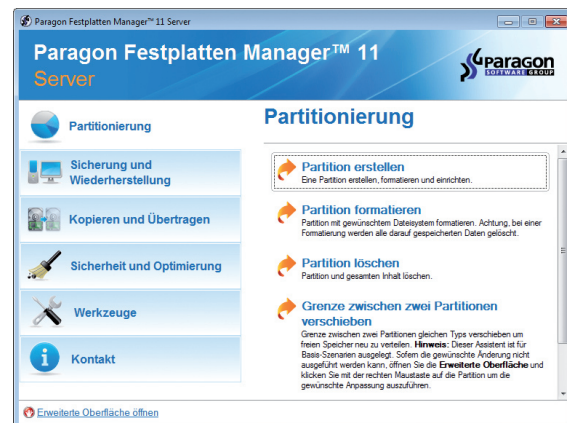 Paragon Festplatten Manager™ 11 Server
Paragon Festplatten Manager™ 11
Server
Paragon
SOFTWARE GROUP
Partitionierung
Sicherung und
Wiederherstellung
Kopieren und Übertragen
Sicherheit und Optimierung
Werkzeuge
Kontakt
Partitionierung
Partition erstellen
Eine Partition erstellen, formatieren und einrichten.
Partition formatieren
Partition mit gewünschtem Dateisystem formatieren. Achtung, bei einer
Formatierung werden alle darauf gespeicherten Daten gelöscht.
Partition löschen
Partition und gesamten Inhalt löschen.
Grenze zwischen zwei Partitionen
verschieben
Grenze zwischen zwei Partitionen gleichen Typs verschieben um
freien Speicher neu zu verteilen. Hinweis: Dieser Assistent ist für
Basis-Szenarien ausgelegt. Sofern die gewünschte Änderung nicht
ausgeführt werden kann, öffnen Sie die Erweiterte Oberfläche und
klicken Sie mit der rechten Maustaste auf die Partition um die
gewünschte Anpassung auszuführen.
Erweiterte Oberfläche öffnen